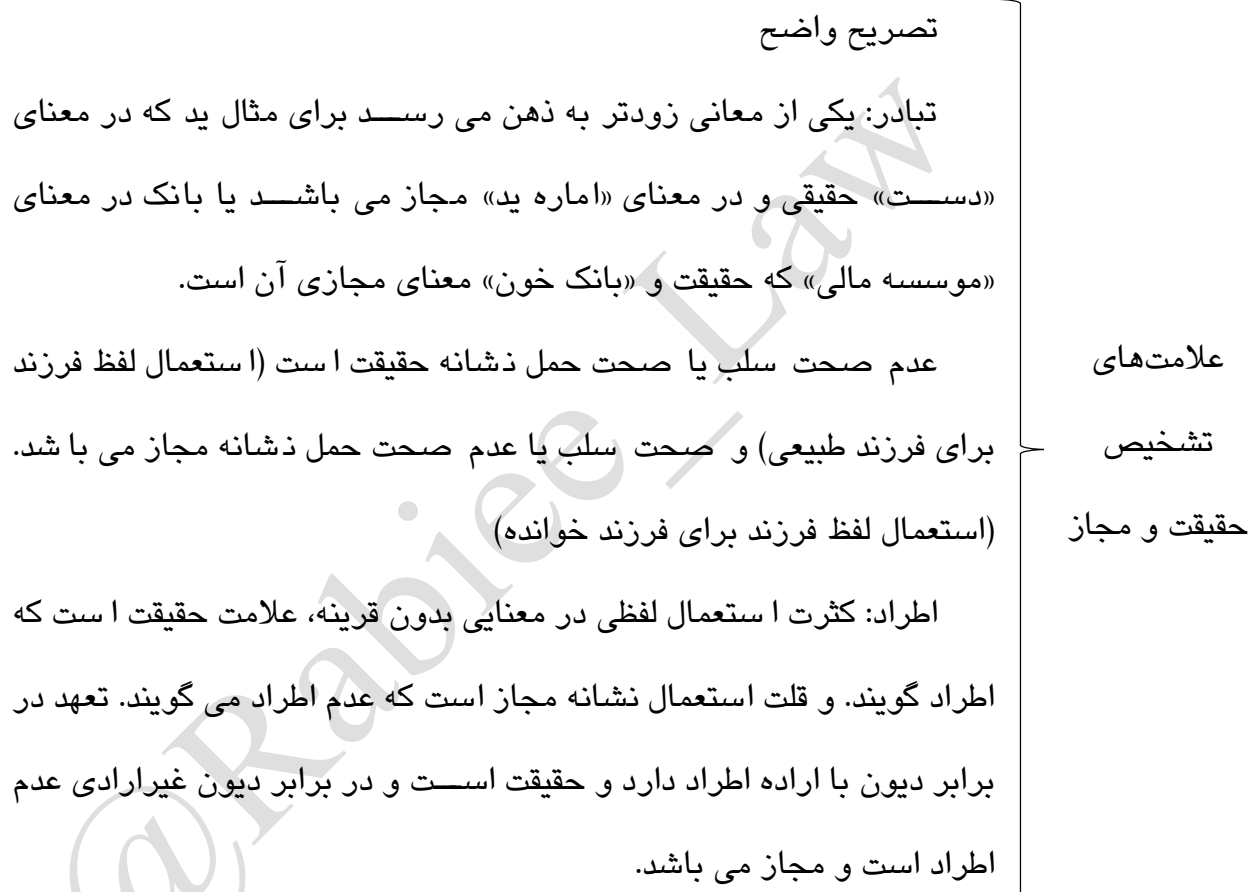 علامت‌های
تشخیص
حقیقت و مجاز
تصریح واضح
تبادر: یکی از معانی زودتر به ذهن می رسد برای مثال ید که در معنای
«دست» حقیقی و در معنای «اماره ید» مجاز می باشد یا بانک در معنای
«موسسه مالی» که حقیقت و «بانک خون» معنای مجازی آن است.
عدم صحت سلب یا صحت حمل نشانه حقیقت است (استعمال لفظ فرزند
برای فرزند طبیعی) و صحت سلب یا عدم صحت حمل نشانه مجاز می باشد.
(استعمال لفظ فرزند برای فرزند خوانده)
اطراد: کثرت استعمال لفظی در معنایی بدون قرینه، علامت حقیقت است که
اطراد گویند. و قلت استعمال نشانه مجاز است که عدم اطراد می گویند. تعهد در
برابر دیون با اراده اطراد دارد و حقیقت است و در برابر دیون غیرارادی عدم
اطراد است و مجاز می باشد.
@Rabiee_Law